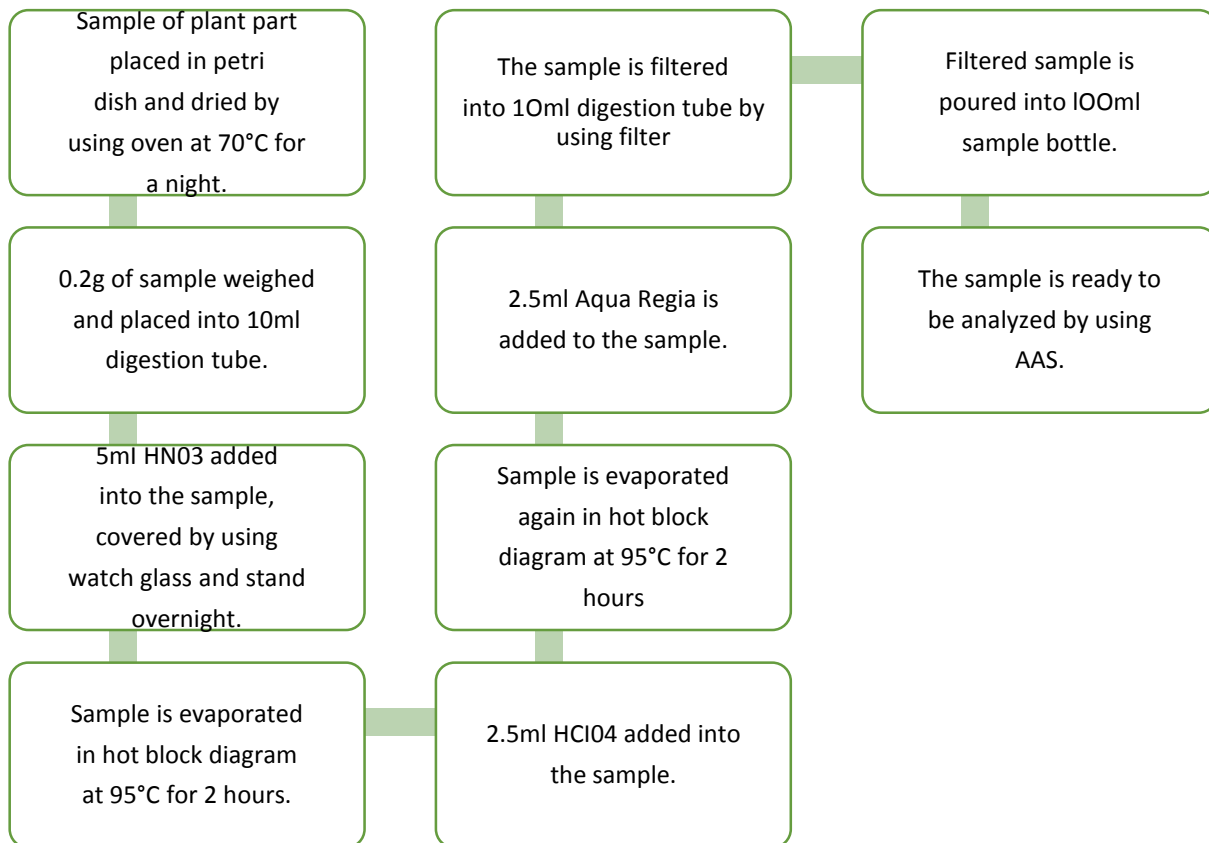 Sample of plant part
placed in petri
dish and dried by
using oven at 70°C for
a night.
0.2g of sample weighed
and placed into 10ml
digestion tube.
5ml HN03 added
into the sample,
covered by using
watch glass and stand
overnight.
Sample is evaporated
in hot block diagram
at 95°C for 2 hours.
2.5ml HCI04 added into
the sample.
Sample is evaporated
again in hot block
diagram at 95°C for 2
hours
2.5ml Aqua Regia is
added to the sample.
The sample is filtered
into 1Oml digestion tube by
using filter
Filtered sample is
poured into lOOml
sample bottle.
The sample is ready to
be analyzed by using
AAS.